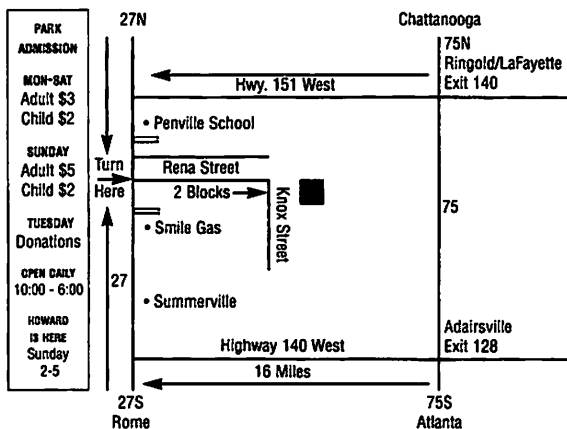 PARK
ADMISSION
MON-SAT
Adult $3
Child $2
SUNDAY
Adult $5
Child $2
TUESDAY
Donations
OPEN DAILY
10:00 - 6:00
HOWARD
IS HERE
Sunday
2-5
27N
Chattanooga
75N
Ringold/LaFayette
Exit 140
Hwy. 151 West
Penville School
Turn
Here
Rena Street
2 Blocks
Knox Street
75
Smile Gas
27
Summerville
Adairsville
Exit 128
Highway 140 West
16 Miles
27S
Rome
75S
Atlanta